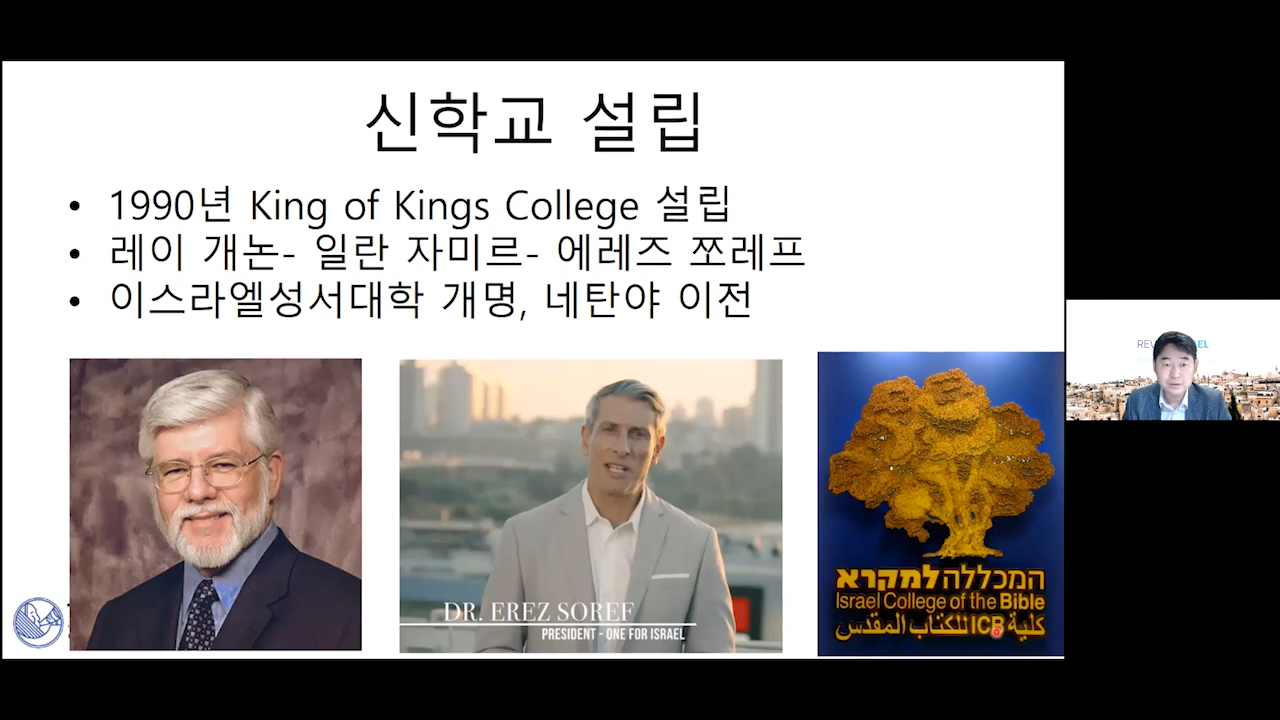 신학교 설립
• 1990년 King of Kings College 설립
• 레이 개논- 일란 자미르- 에레즈 쪼레프
• 이스라엘성서대학 개명, 네탄야 이전
DR. EREZ SOREF
PRESIDENT - ONE FOR ISRAEL
המכללה למקרא
Israel College of the Bible
كلية ICB للكتاب المقدس